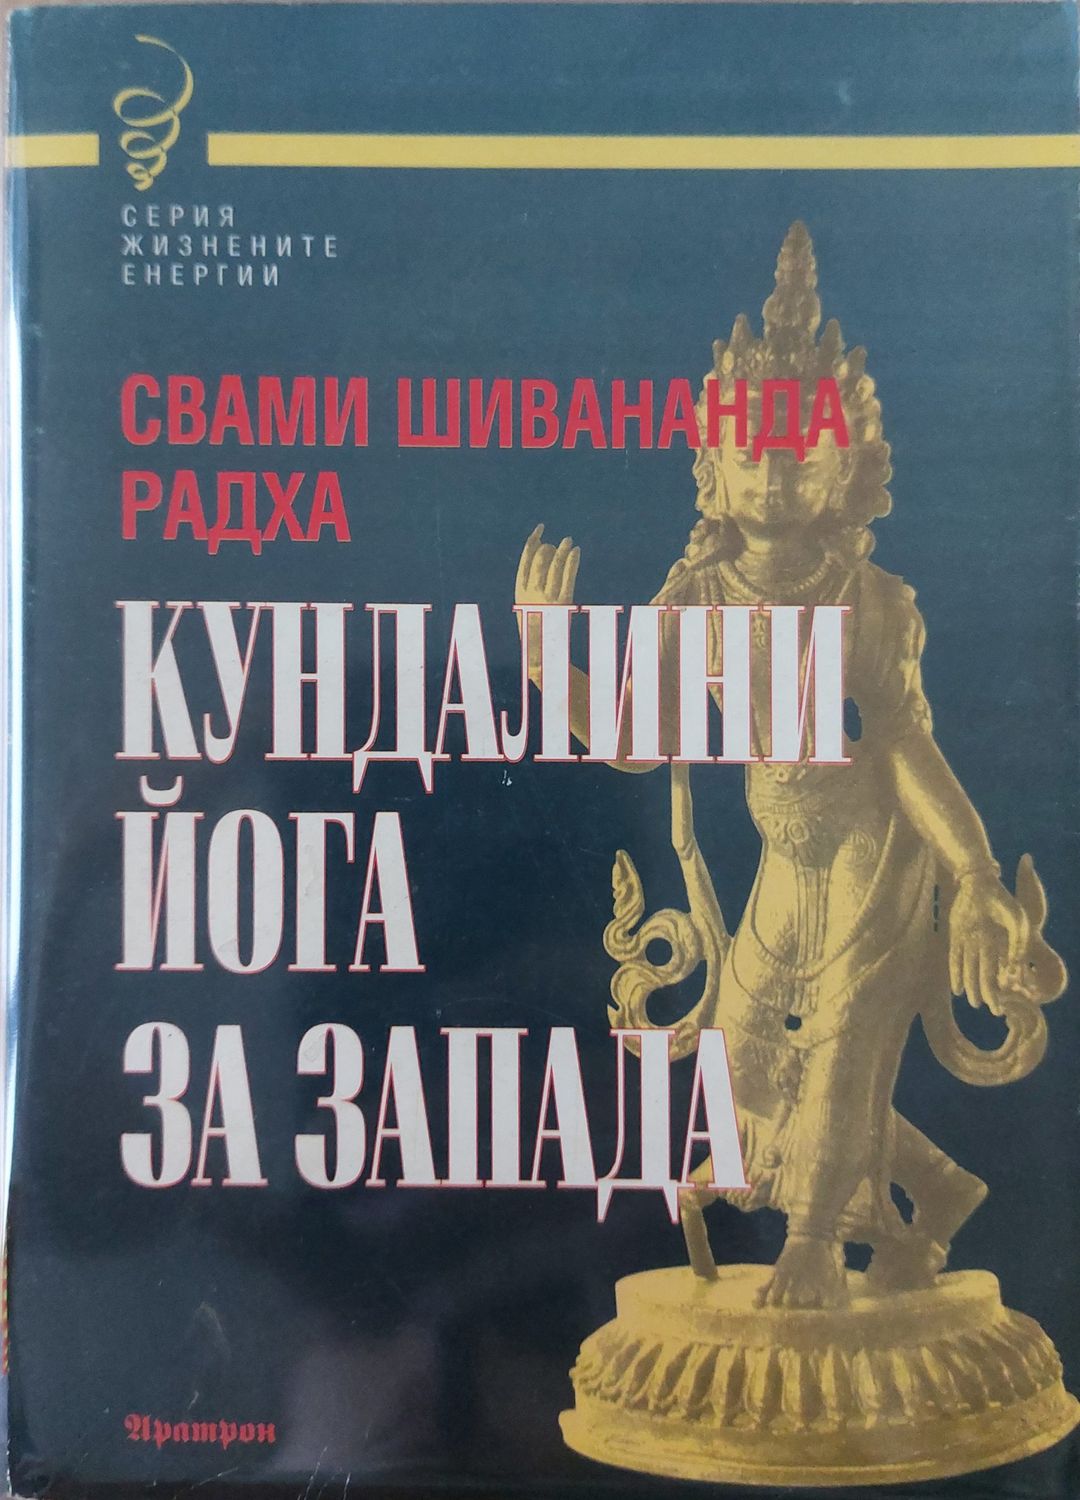 СЕРИЯ
ЖИЗНЕНИТЕ
ЕНЕРГИИ
СВАМИ ШИВАНАНДА
РАДХА
КУНДАЛИНИ
ЙОГА
ЗА ЗАПАДА
Аратрон